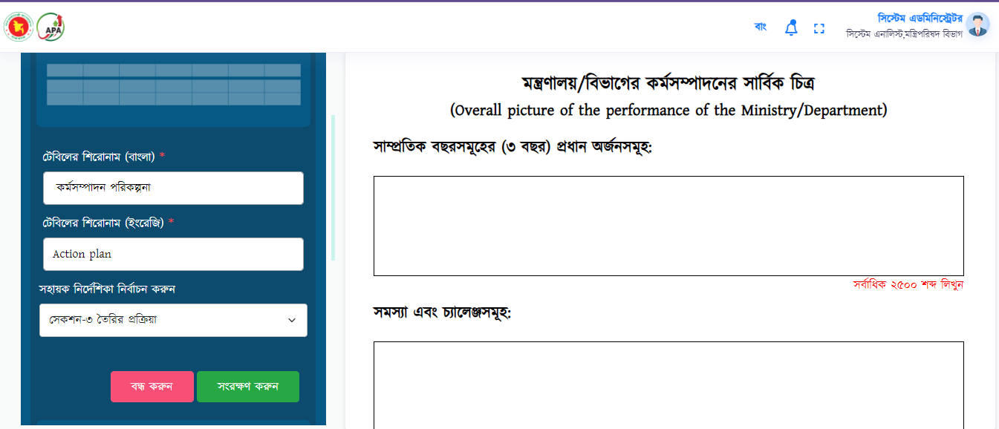 APA
বাং
সিস্টেম এডমিনিস্ট্রেটর
সিস্টেম এনালিস্ট,মন্ত্রিপরিষদ বিভাগ
টেবিলের শিরোনাম (বাংলা) *
কর্মসম্পাদন পরিকল্পনা
টেবিলের শিরোনাম (ইংরেজি) *
Action plan
সহায়ক নির্দেশিকা নির্বাচন করুন
সেকশন-৩ তৈরির প্রক্রিয়া
বন্ধ করুন
সংরক্ষণ করুন
মন্ত্রণালয়/বিভাগের কর্মসম্পাদনের সার্বিক চিত্র
(Overall picture of the performance of the Ministry/Department)
সাম্প্রতিক বছরসমূহের (৩ বছর) প্রধান অর্জনসমূহ:
সর্বাধিক ২৫০০ শব্দ লিখুন
সমস্যা এবং চ্যালেঞ্জসমূহ: